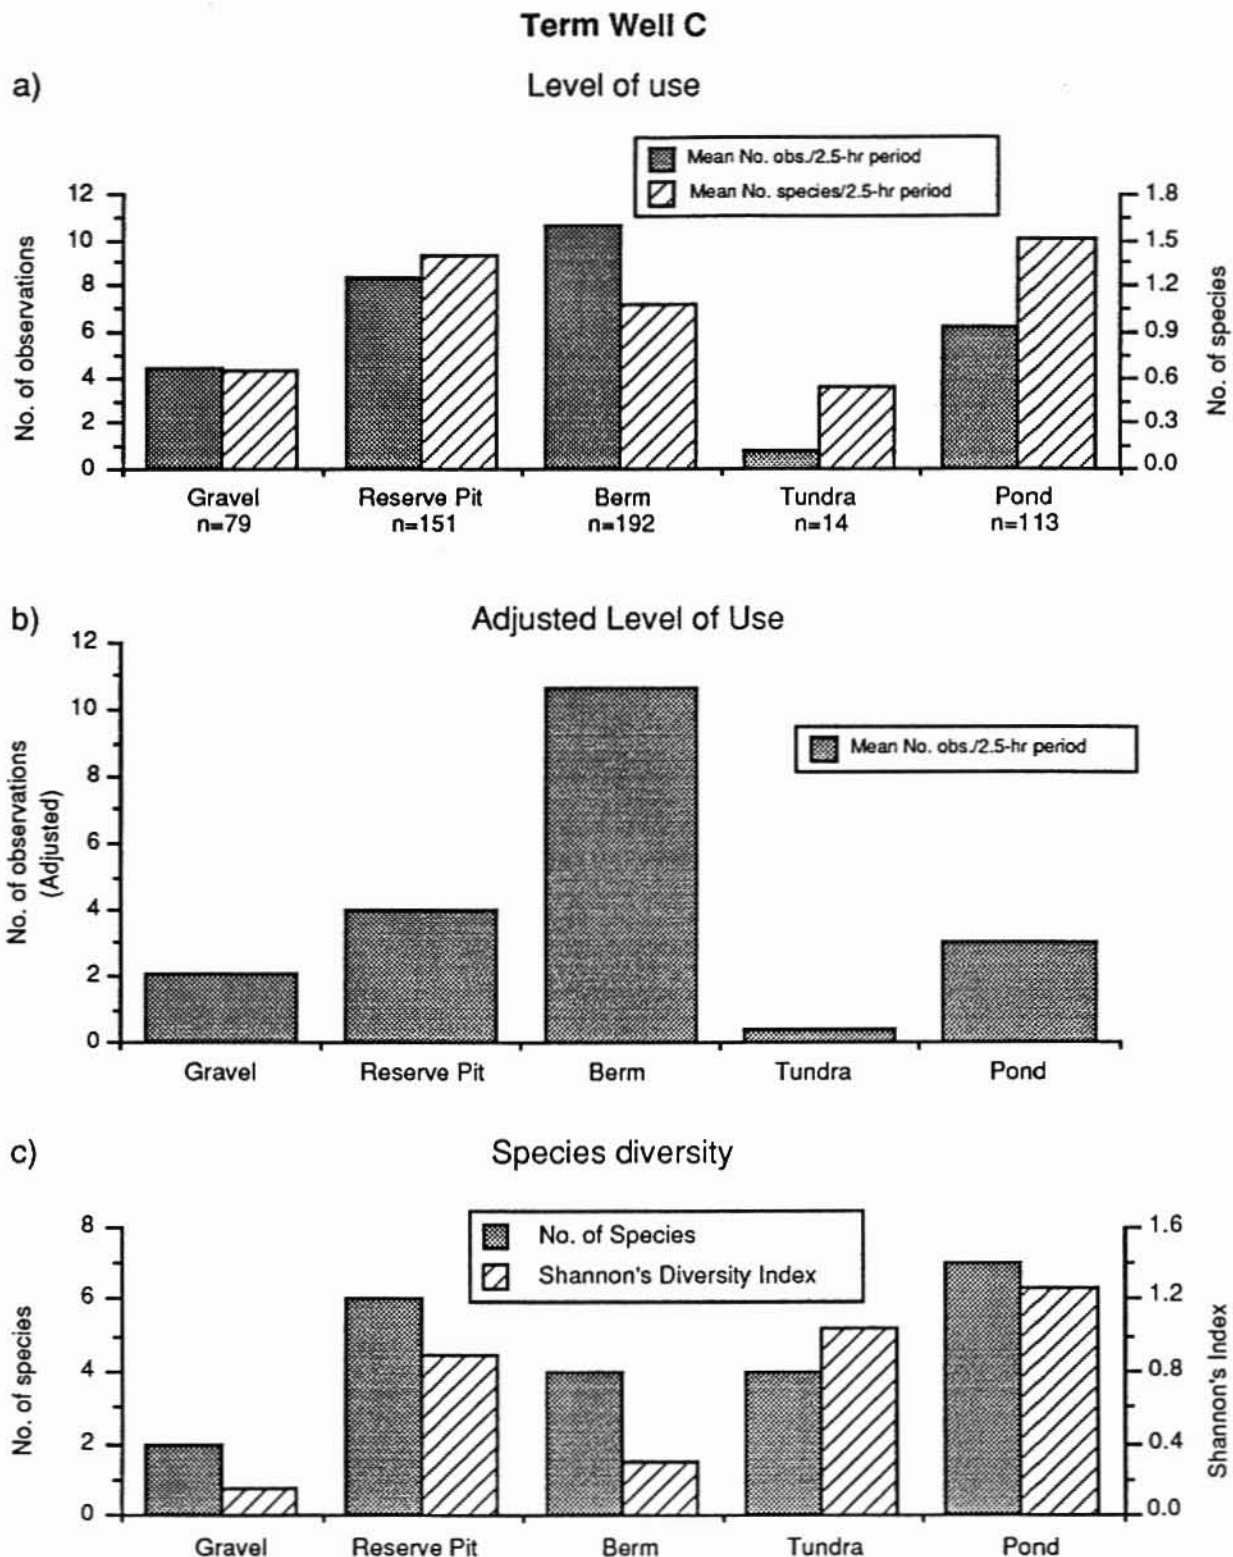 Term Well C
a)
Level of use
Mean No. obs./2.5-hr period
Mean No. species/2.5-hr period
12
10
8
6
4
2
0
No. of observations
1.8
1.5
1.2
0.9
0.6
0.3
0.0
No. of species
Gravel Reserve Pit Berm Tundra Pond
n=79 n=151 n=192 n=14 n=113
b)
Adjusted Level of Use
Mean No. obs./2.5-hr period
12
10
8
6
4
2
0
No. of observations
(Adjusted)
Gravel Reserve Pit Berm Tundra Pond
c)
Species diversity
No. of Species
Shannon's Diversity Index
8
6
4
2
0
No. of species
1.6
1.2
0.8
0.4
0.0
Shannon's Index
Gravel Reserve Pit Berm Tundra Pond